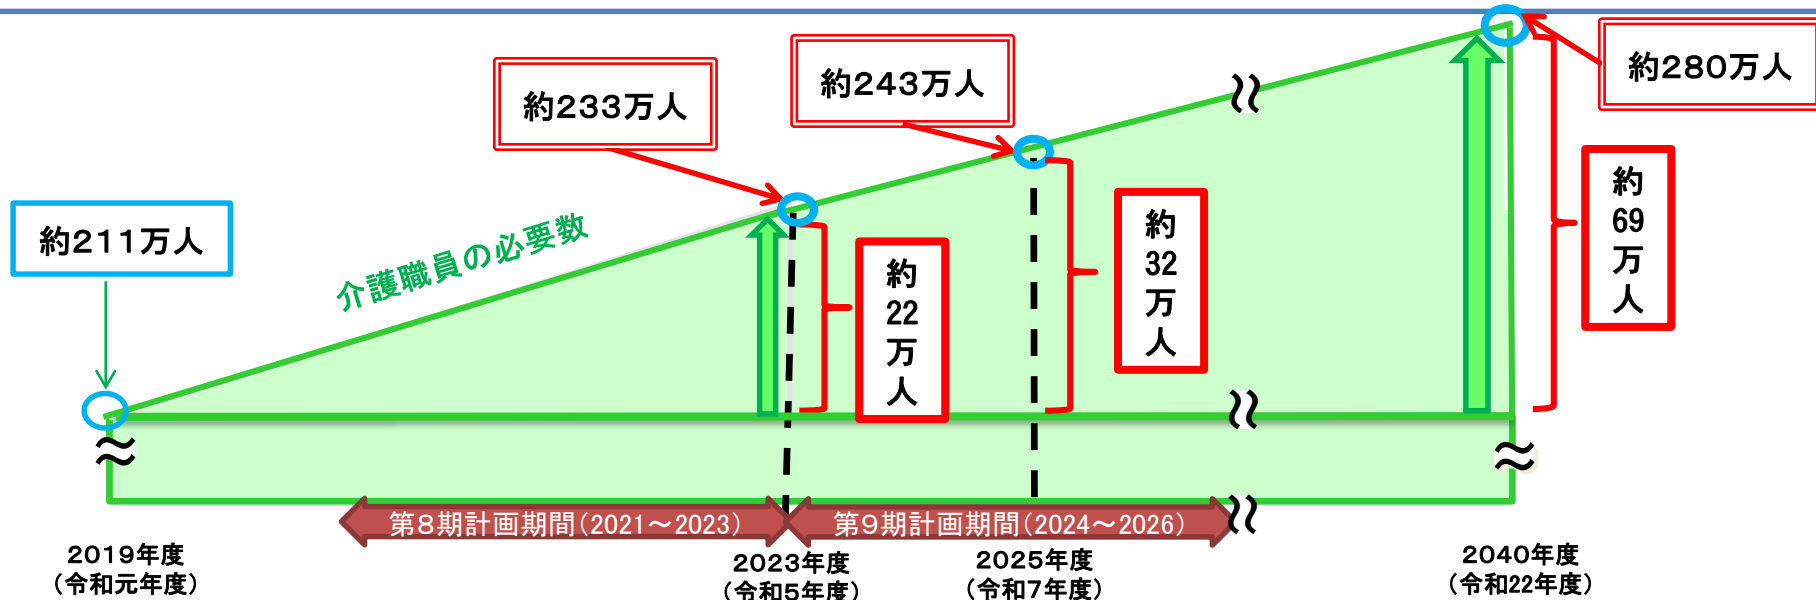 約280万人
約243万人
約233万人
約211万人
介護職員の必要数
約
22
万
人
約
32
万
人
約
69
万
人
第8期計画期間(2021～2023)
第9期計画期間(2024～2026)
2019年度
(令和元年度)
2023年度
(令和5年度)
2025年度
(令和7年度)
2040年度
(令和22年度)